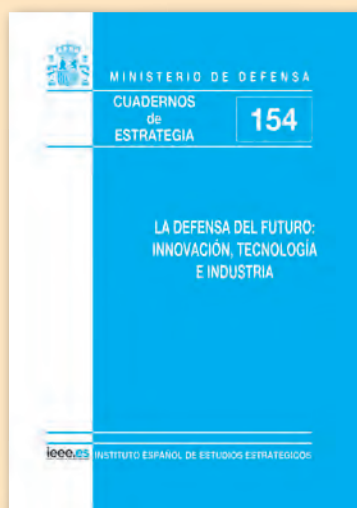 MINISTERIO DE DEFENSA
CUADERNOS
de
ESTRATEGIA
154
LA DEFENSA DEL FUTURO:
INNOVACIÓN, TECNOLOGÍA
E INDUSTRIA
ieee.es INSTITUTO ESPAÑOL DE ESTUDIOS ESTRATEGICOS